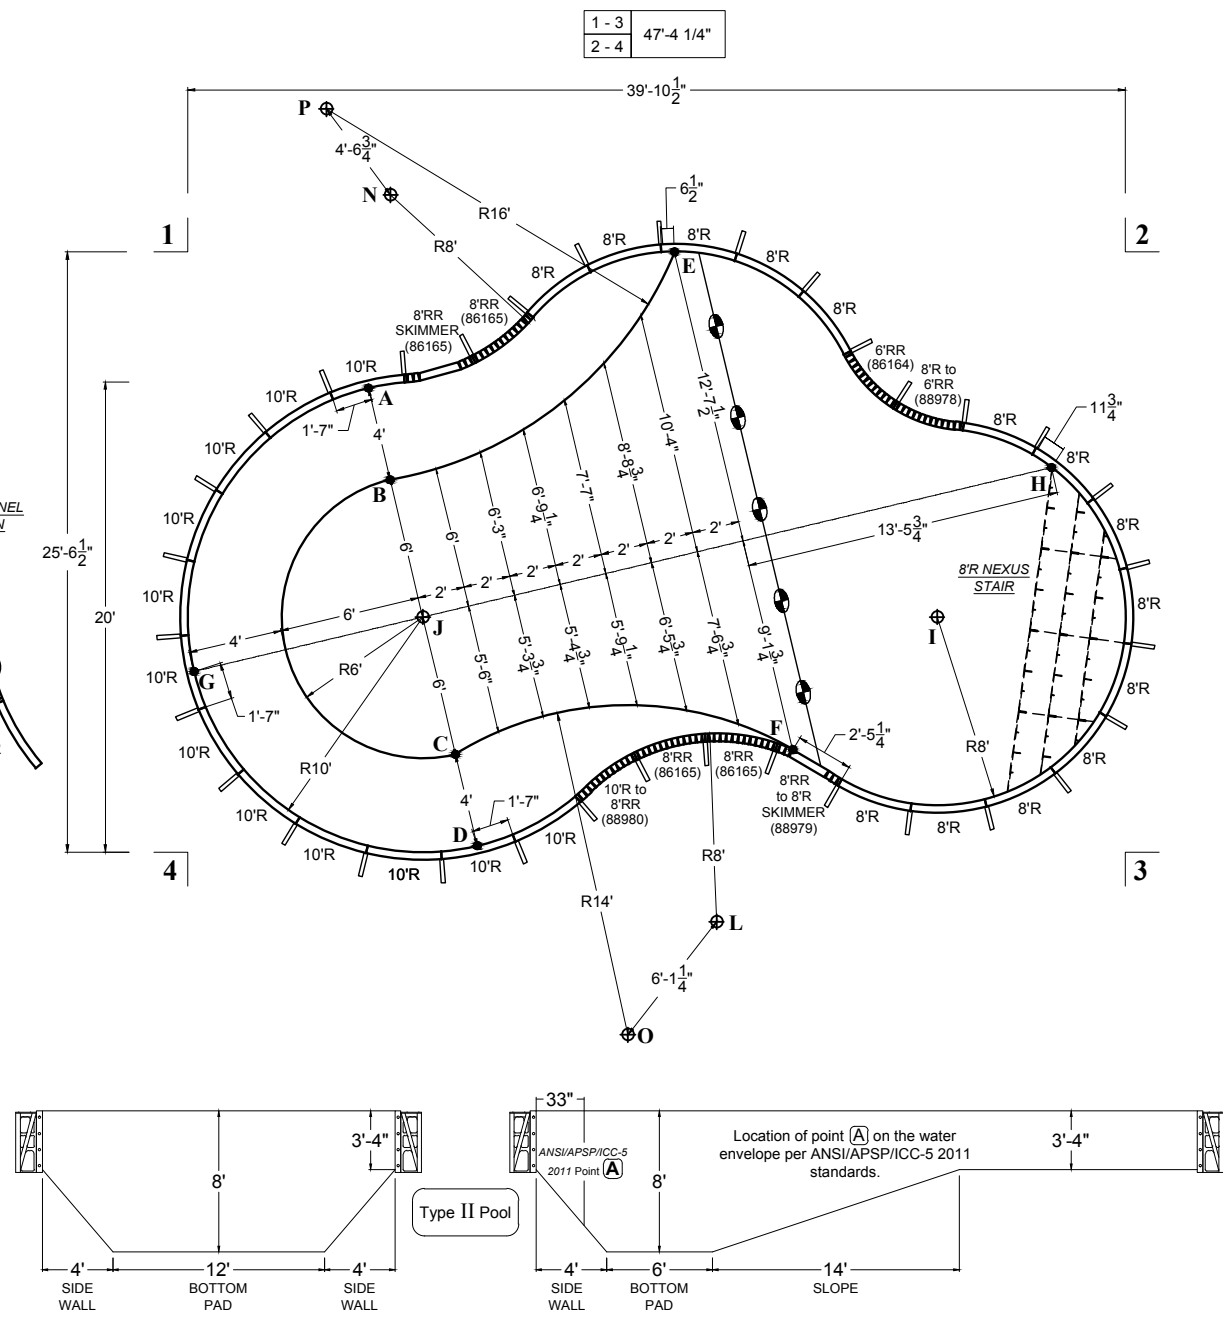 1 - 3
2 - 4
47'-4 1/4"
39'-10 1/2"
P
4'-6 3/4"
N
6 1/2"
R16'
1
2
R8'
8'R
8'R
8'R
E
8'R
8'R
8'RR
(86165)
8'RR
SKIMMER
(86165)
6'RR
(86164)
8'R to
6'RR
(88978)
8'R
11 3/4"
8'R
10'R
10'R
A
1'-7"
4'
12'-7 1/2"
10'-4"
8'-8 3/4"
7'-7"
6'-9 1/4"
6'-3"
6'
H
10'R
B
10'R
NEL
N
25'-6 1/2"
20'
6'
2'
2'
2'
2'
2'
2'
2'
13'-5 3/4"
8'R
8'R NEXUS
STAIR
8'R
8'R
10'R
4'
6'
J
I
10'R
G
R6'
6'
5'-6"
5'-3 3/4"
5'-4 3/4"
5'-9 1/4"
6'-5 3/4"
7'-6 3/4"
9'-1 3/4"
8'R
1'-7"
C
F
2'-5 1/4"
R8'
8'R
10'R
R10'
8'RR
(86165)
8'RR
(86165)
10'R to
8'RR
(88980)
8'RR
to 8'R
SKIMMER
(88979)
8'R
8'R
8'R
10'R
4'
1'-7"
10'R
D
10'R
10'R
10'R
10'R
4
3
R8'
R14'
L
6'-1 1/4"
O
33"
3'-4"
8'
ANSI/APSP/ICC-5
2011 Point A
8'
Location of point A on the water
envelope per ANSI/APSP/ICC-5 2011
standards.
3'-4"
Type II Pool
4'
12'
4'
4'
6'
14'
SIDE
WALL
BOTTOM
PAD
SIDE
WALL
SIDE
WALL
BOTTOM
PAD
SLOPE